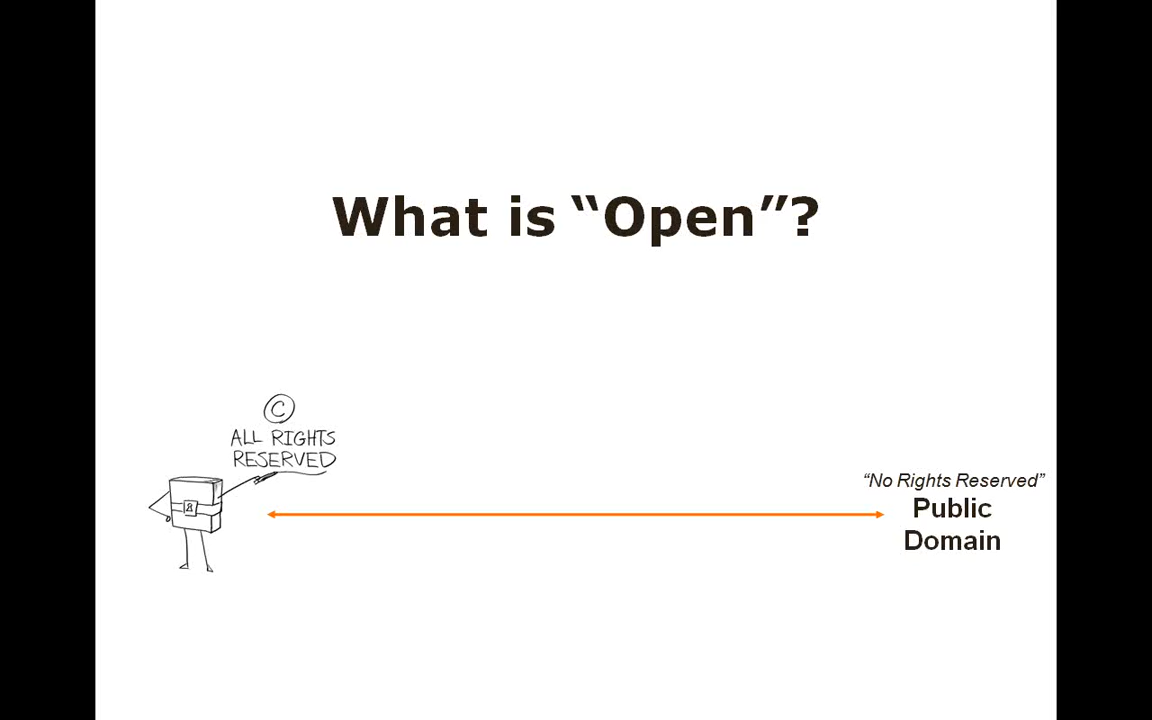 What is “Open”?
©
ALL RIGHTS
RESERVED
“No Rights Reserved”
Public
Domain